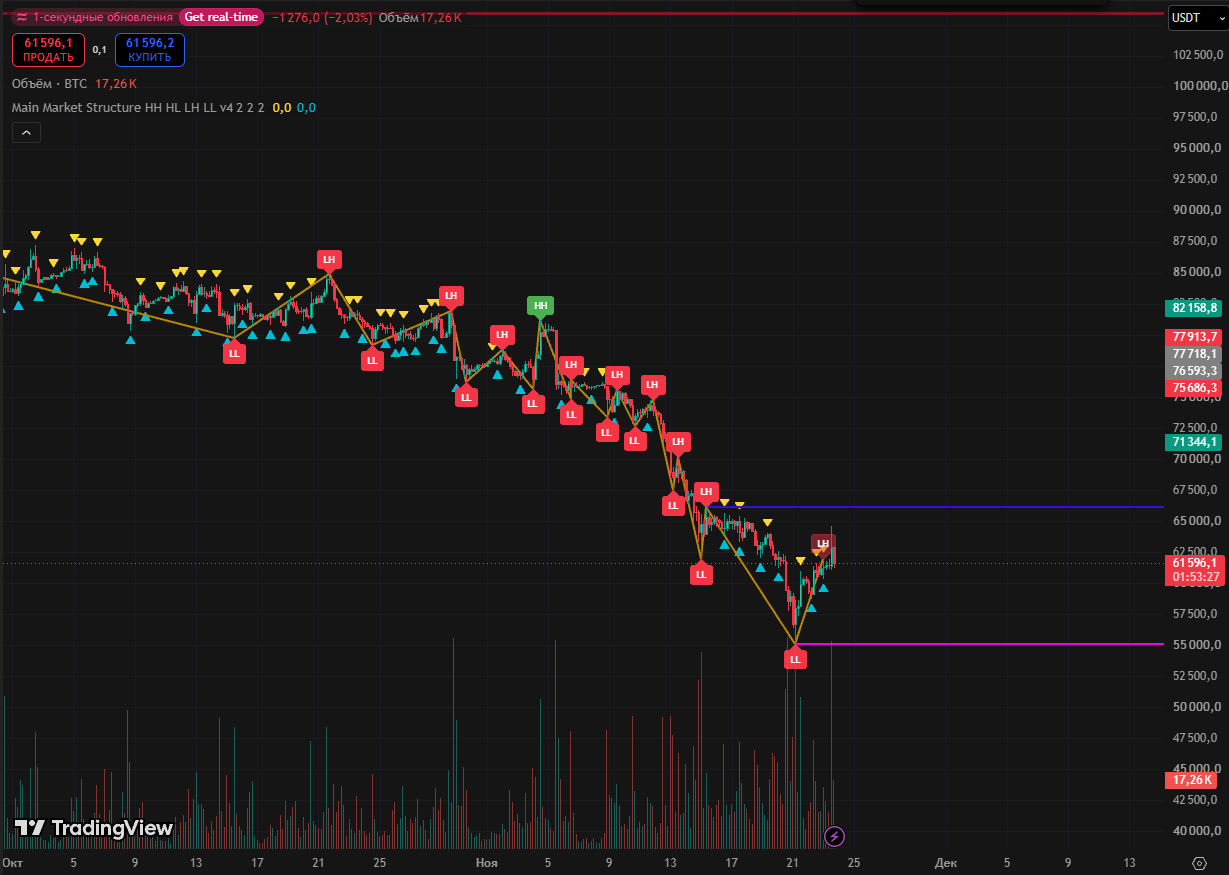 ≈ 1-секундные обновления Get real-time −1 276,0 (−2,03%) Объём 17,26 K
USDT
61 596,1 ПРОДАТЬ 0,1 61 596,2 КУПИТЬ
Объём · BTC 17,26 K
Main Market Structure HH HL LH LL v4 2 2 2 0,0 0,0
102 500,0
100 000,0
97 500,0
95 000,0
92 500,0
90 000,0
87 500,0
85 000,0
82 158,8
77 913,7
77 718,1
76 593,3
75 686,3
72 500,0
71 344,1
70 000,0
67 500,0
65 000,0
62 500,0
61 596,1
01:53:27
57 500,0
55 000,0
52 500,0
50 000,0
47 500,0
45 000,0
17,26 K
42 500,0
40 000,0
LH
LL
LL
LH
LL
LH
LL
HH
LH
LL
LH
LL
LH
LL
LH
LL
LH
LL
LH
LL
TradingView
Окт 5 9 13 17 21 25 Ноя 5 9 13 17 21 25 Дек 5 9 13